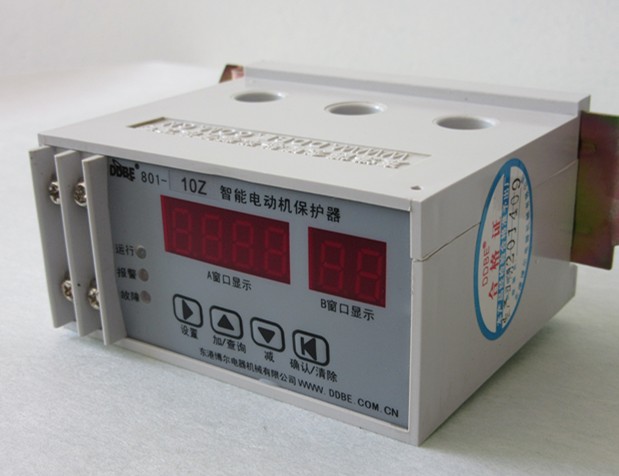 DDBE® 801- 10Z 智能电动机保护器
A窗口显示
B窗口显示
运行
报警
故障
设置
加/查询
减
确认/清除
东港博尔电器机械有限公司 WWW.DDBE.COM.CN
DDBE®
合格证